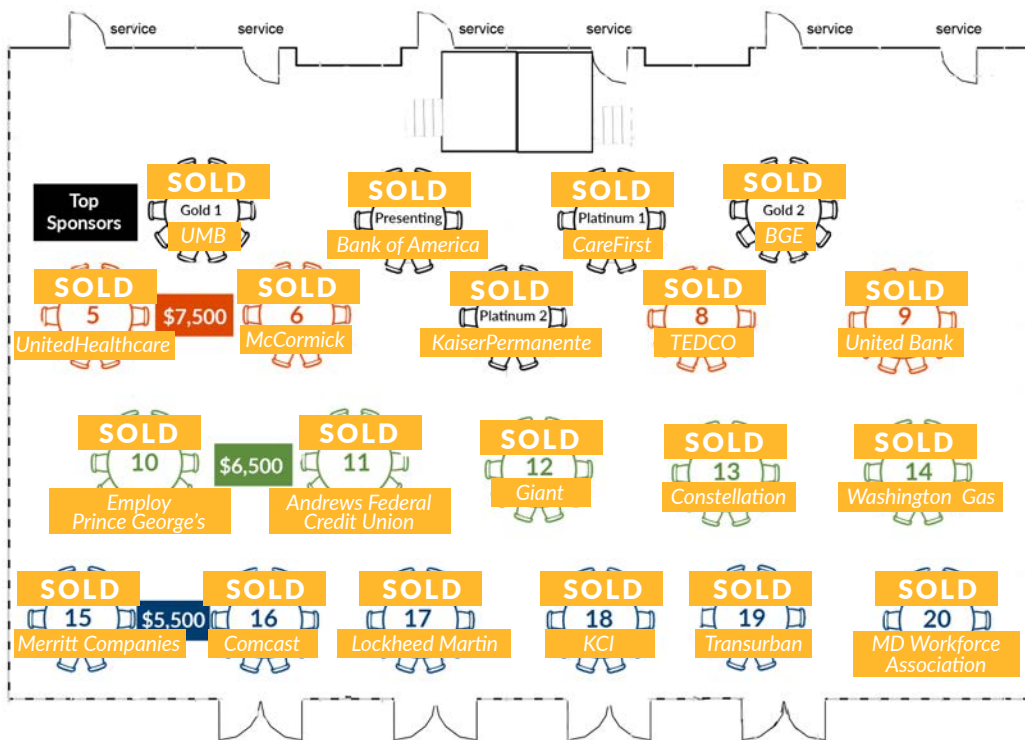 service
service
service
service
service
service
Top
Sponsors
SOLD
Gold 1
UMB
SOLD
Presenting
Bank of America
SOLD
Platinum 1
CareFirst
SOLD
Gold 2
BGE
SOLD
5
UnitedHealthcare
$7,500
SOLD
6
McCormick
SOLD
Platinum 2
KaiserPermanente
SOLD
8
TEDCO
SOLD
9
United Bank
SOLD
10
Employ
Prince George's
$6,500
SOLD
11
Andrews Federal
Credit Union
SOLD
12
Giant
SOLD
13
Constellation
SOLD
14
Washington Gas
SOLD
15
Merritt Companies
$5,500
SOLD
16
Comcast
SOLD
17
Lockheed Martin
SOLD
18
KCI
SOLD
19
Transurban
SOLD
20
MD Workforce
Association